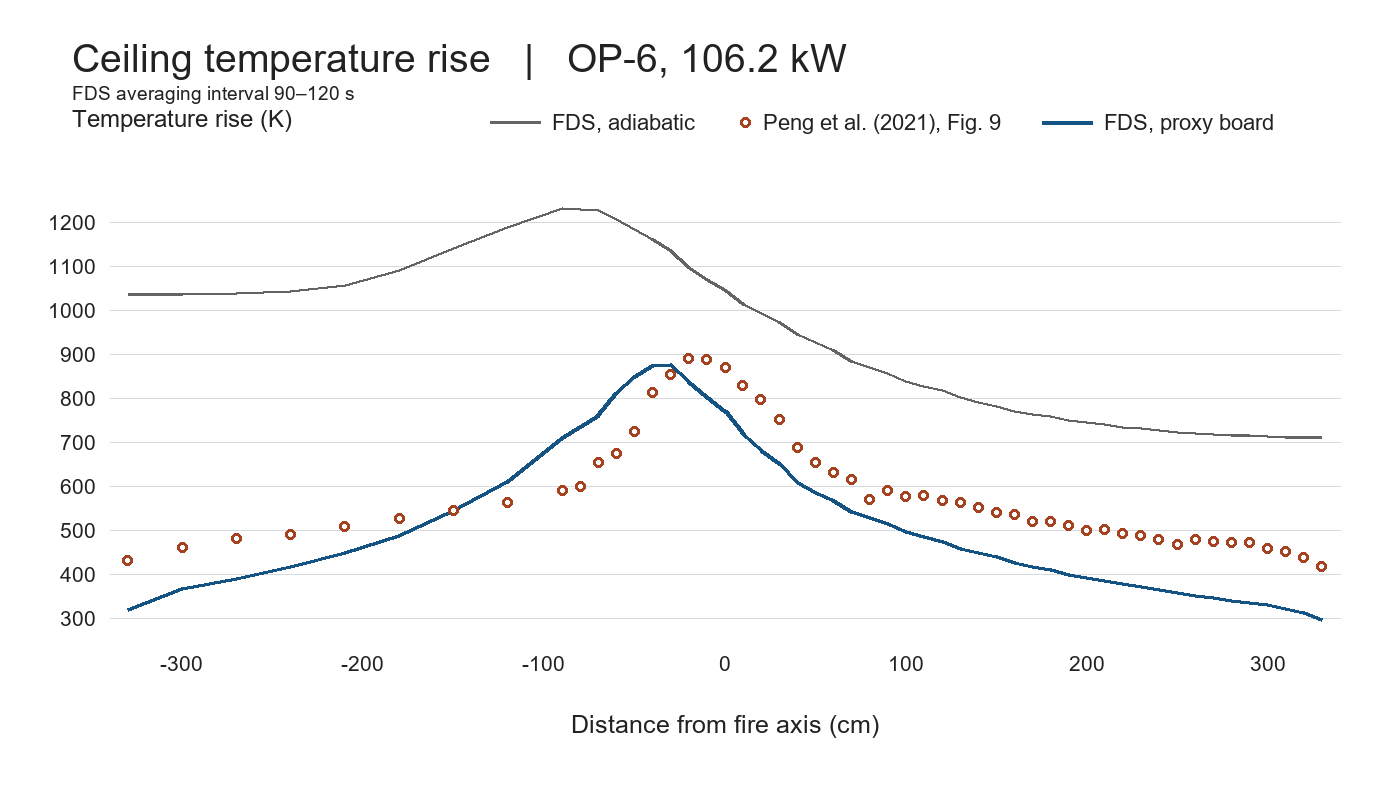 Ceiling temperature rise | OP-6, 106.2 kW
FDS averaging interval 90–120 s
Temperature rise (K)
FDS, adiabatic
Peng et al. (2021), Fig. 9
FDS, proxy board
1200
1100
1000
900
800
700
600
500
400
300
-300
-200
-100
0
100
200
300
Distance from fire axis (cm)